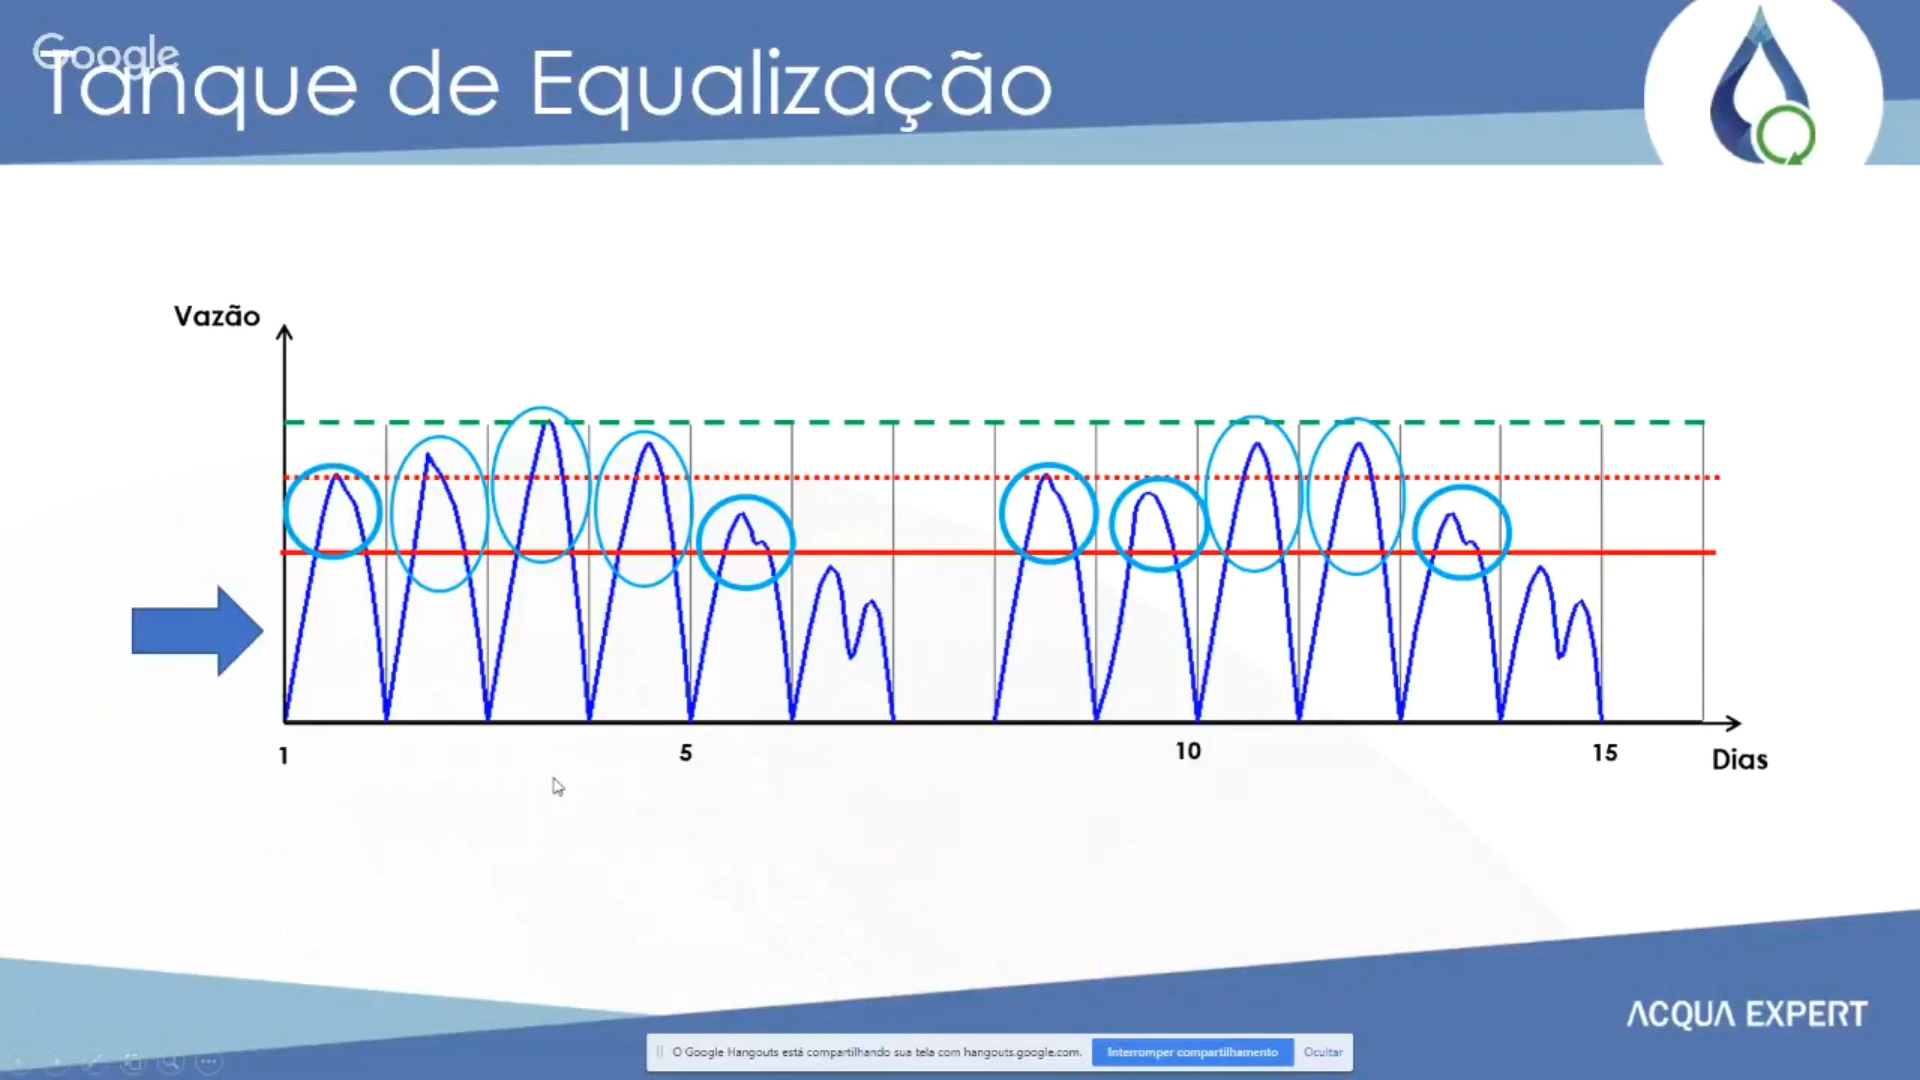 Google
Tanque de Equalização
Vazão
1
5
10
15
Dias
ACQUA EXPERT
O Google Hangouts está compartilhando sua tela com hangouts.google.com.
Interromper compartilhamento
Ocultar